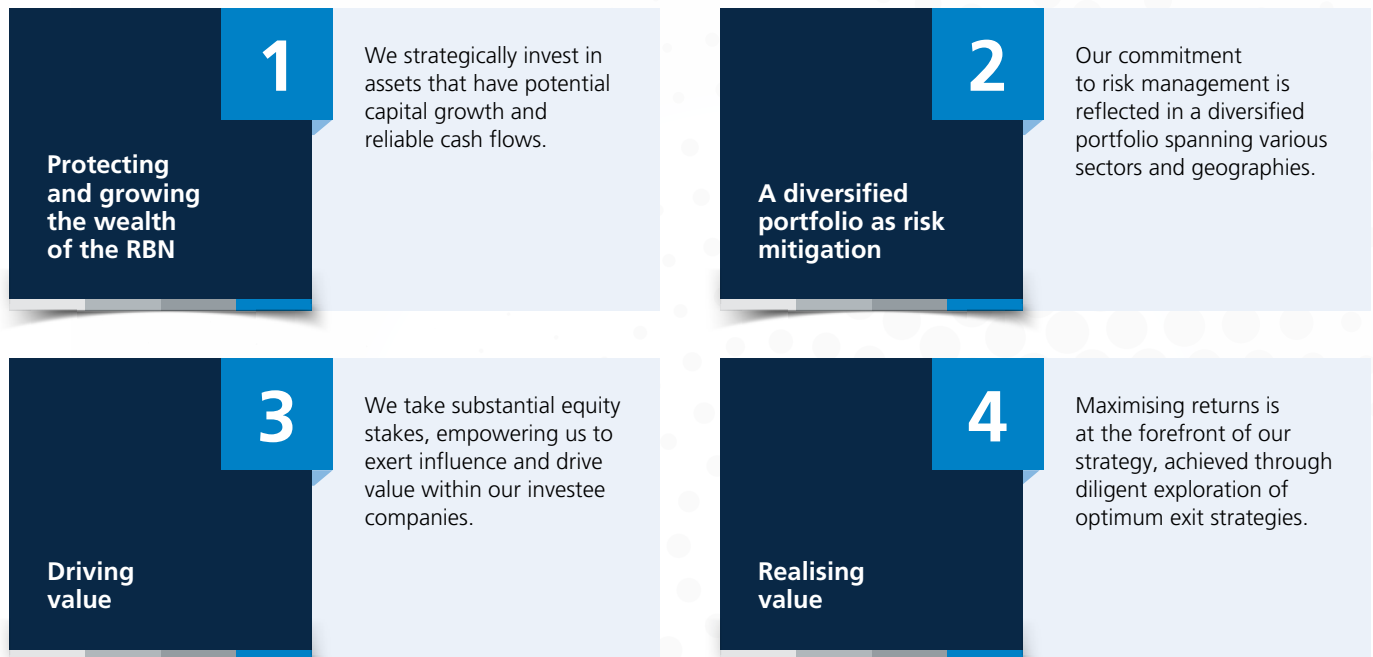 1
Protecting
and growing
the wealth
of the RBN
We strategically invest in
assets that have potential
capital growth and
reliable cash flows.
2
A diversified
portfolio as risk
mitigation
Our commitment
to risk management is
reflected in a diversified
portfolio spanning various
sectors and geographies.
3
Driving
value
We take substantial equity
stakes, empowering us to
exert influence and drive
value within our investee
companies.
4
Realising
value
Maximising returns is
at the forefront of our
strategy, achieved through
diligent exploration of
optimum exit strategies.